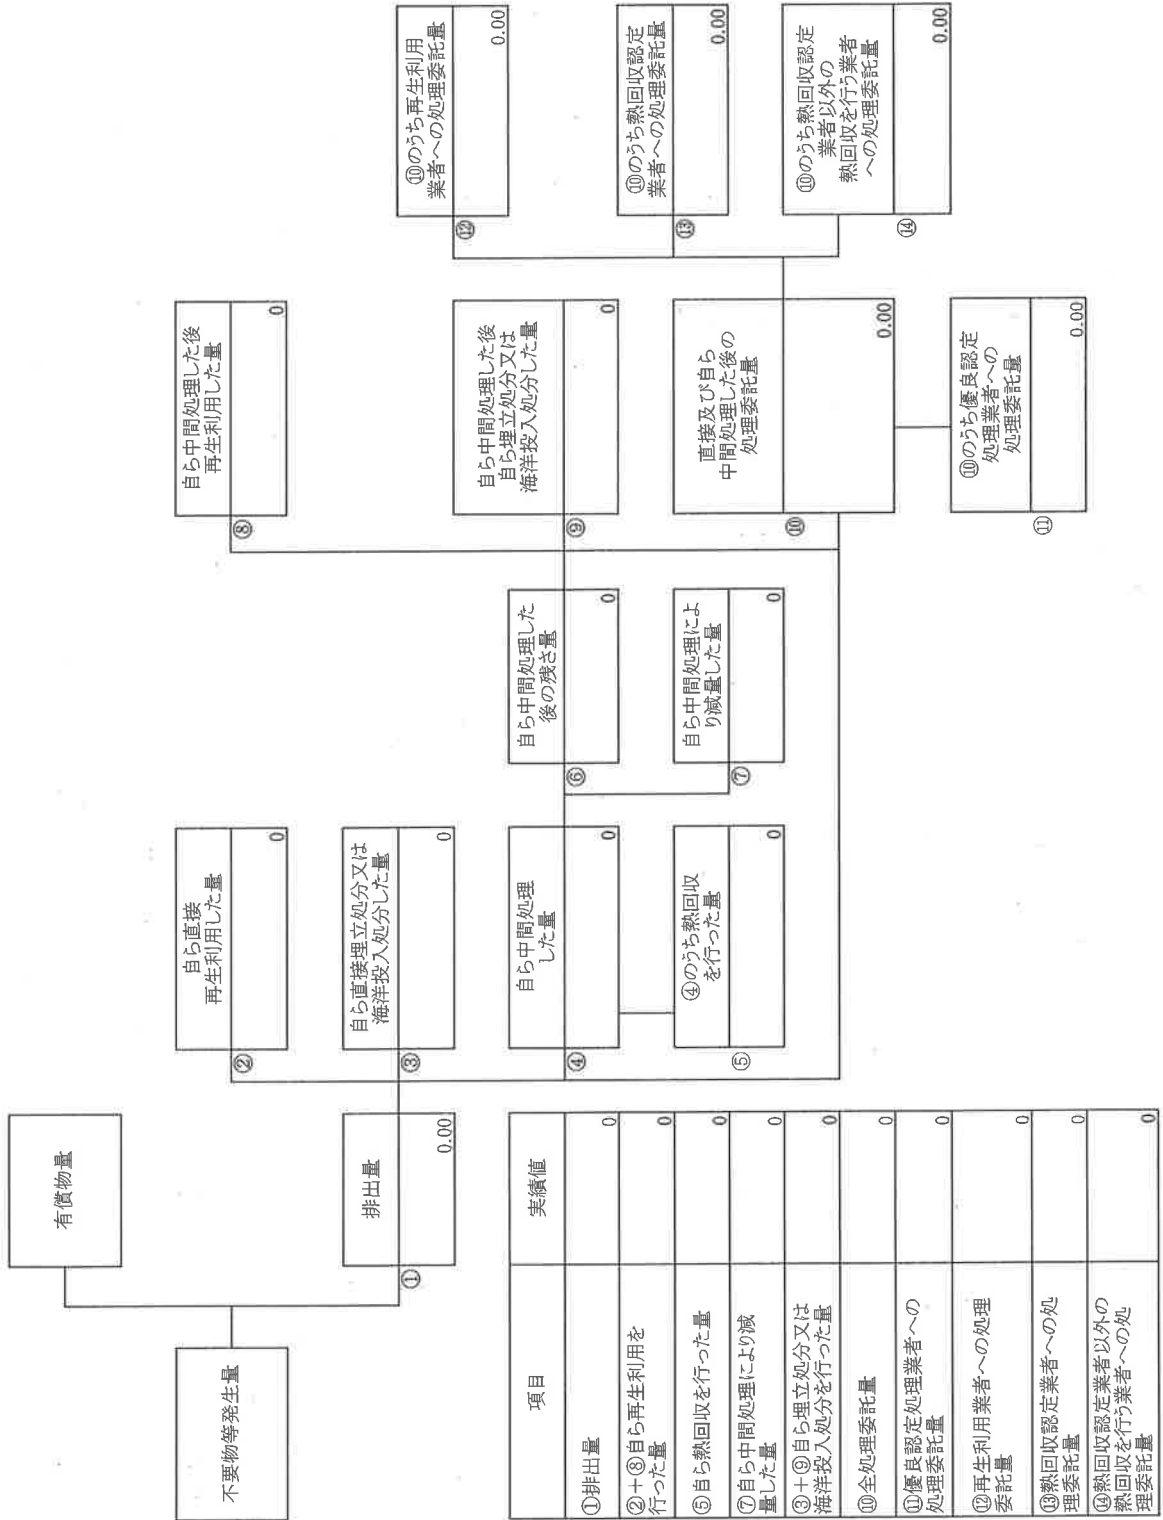 不要物等発生量
有償物量
排出量
①
0.00
自ら直接
再生利用した量
②
0
自ら直接埋立処分又は
海洋投入処分した量
③
0
自ら中間処理
した量
④
0
④のうち熱回収
を行った量
⑤
0
自ら中間処理した
後の残さ量
⑥
0
自ら中間処理によ
り減量した量
⑦
0
自ら中間処理した後
再生利用した量
⑧
0
自ら中間処理した後
自ら埋立処分又は
海洋投入処分した量
⑨
0
直接及び自ら
中間処理した後の
処理委託量
⑩
0.00
⑩のうち優良認定
処理業者への
処理委託量
⑪
0.00
⑩のうち再生利用
業者への処理委託量
⑫
0.00
⑩のうち熱回収認定
業者への処理委託量
⑬
0.00
⑩のうち熱回収認定
業者以外の
熱回収を行う業者
への処理委託量
⑭
0.00
項目 実績値
①排出量 0
②+⑧自ら再生利用を
行った量 0
⑤自ら熱回収を行った量 0
⑦自ら中間処理により減
量した量 0
③+⑨自ら埋立処分又は
海洋投入処分を行った量 0
⑩全処理委託量 0
⑪優良認定処理業者への
処理委託量 0
⑫再生利用業者への処理
委託量 0
⑬熱回収認定業者への処
理委託量 0
⑭熱回収認定業者以外の
熱回収を行う業者への処
理委託量 0